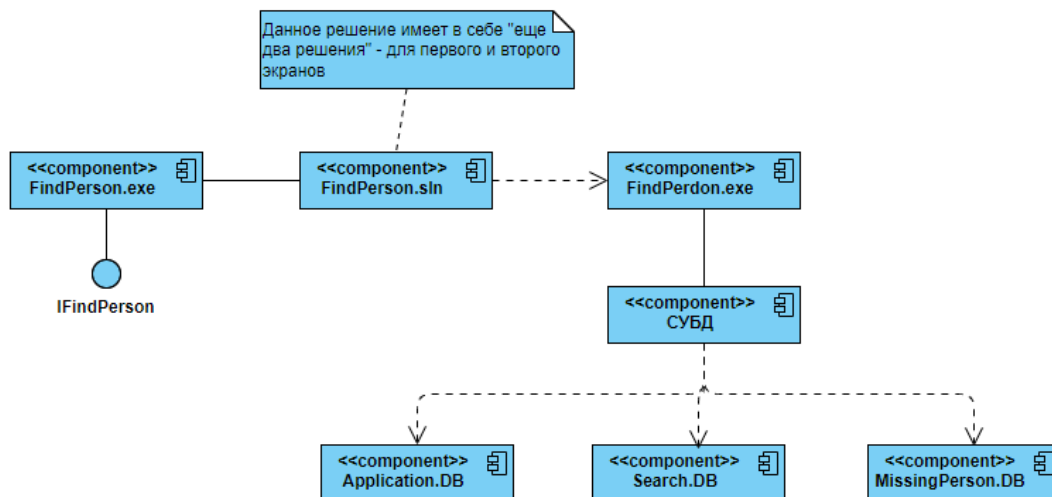 Данное решение имеет в себе "еще
два решения" - для первого и второго
экранов
<<component>>
FindPerson.exe
<<component>>
FindPerson.sln
<<component>>
FindPerdon.exe
IFindPerson
<<component>>
СУБД
<<component>>
Application.DB
<<component>>
Search.DB
<<component>>
MissingPerson.DB